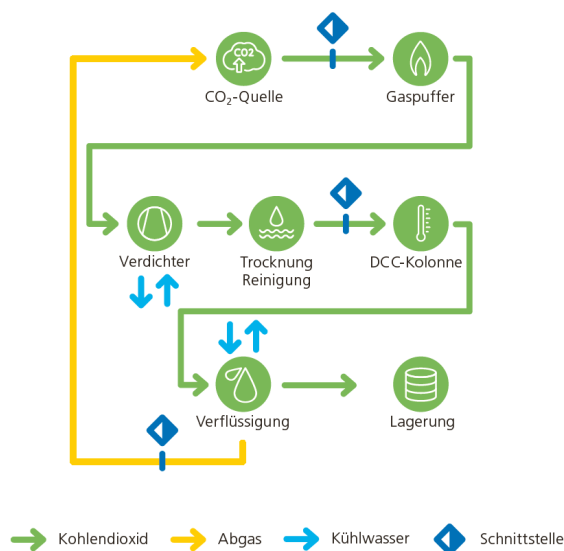 CO2
CO₂-Quelle
Gaspuffer
Verdichter
Trocknung
Reinigung
DCC-Kolonne
Verflüssigung
Lagerung
Kohlendioxid
Abgas
Kühlwasser
Schnittstelle